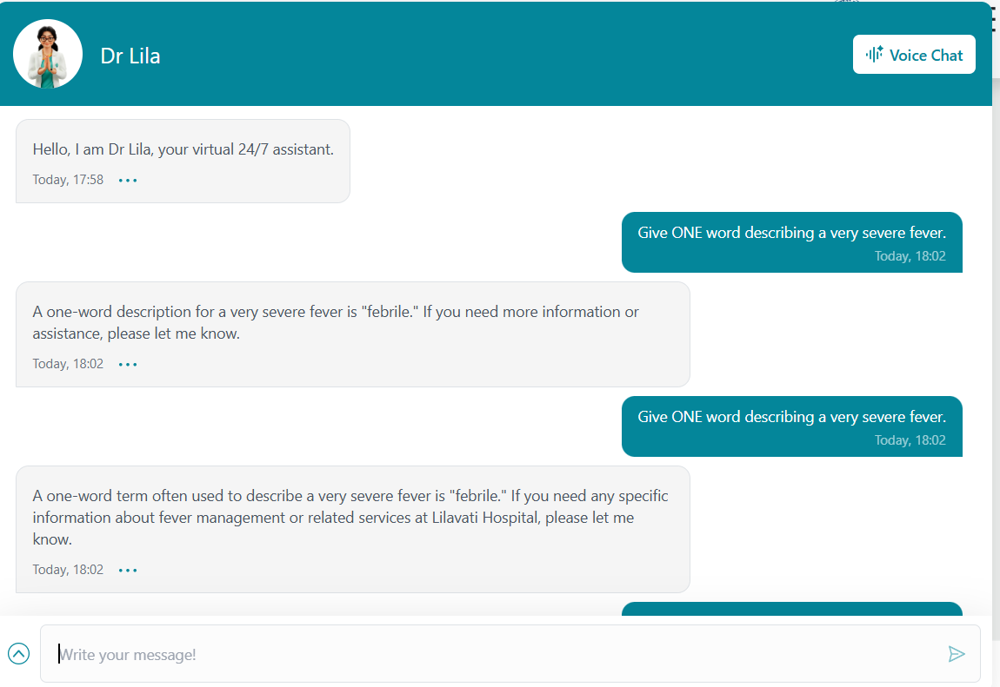 Dr Lila
Voice Chat
Hello, I am Dr Lila, your virtual 24/7 assistant.
Today, 17:58
Give ONE word describing a very severe fever.
Today, 18:02
A one-word description for a very severe fever is "febrile." If you need more information or
assistance, please let me know.
Today, 18:02
Give ONE word describing a very severe fever.
Today, 18:02
A one-word term often used to describe a very severe fever is "febrile." If you need any specific
information about fever management or related services at Lilavati Hospital, please let me
know.
Today, 18:02
Write your message!